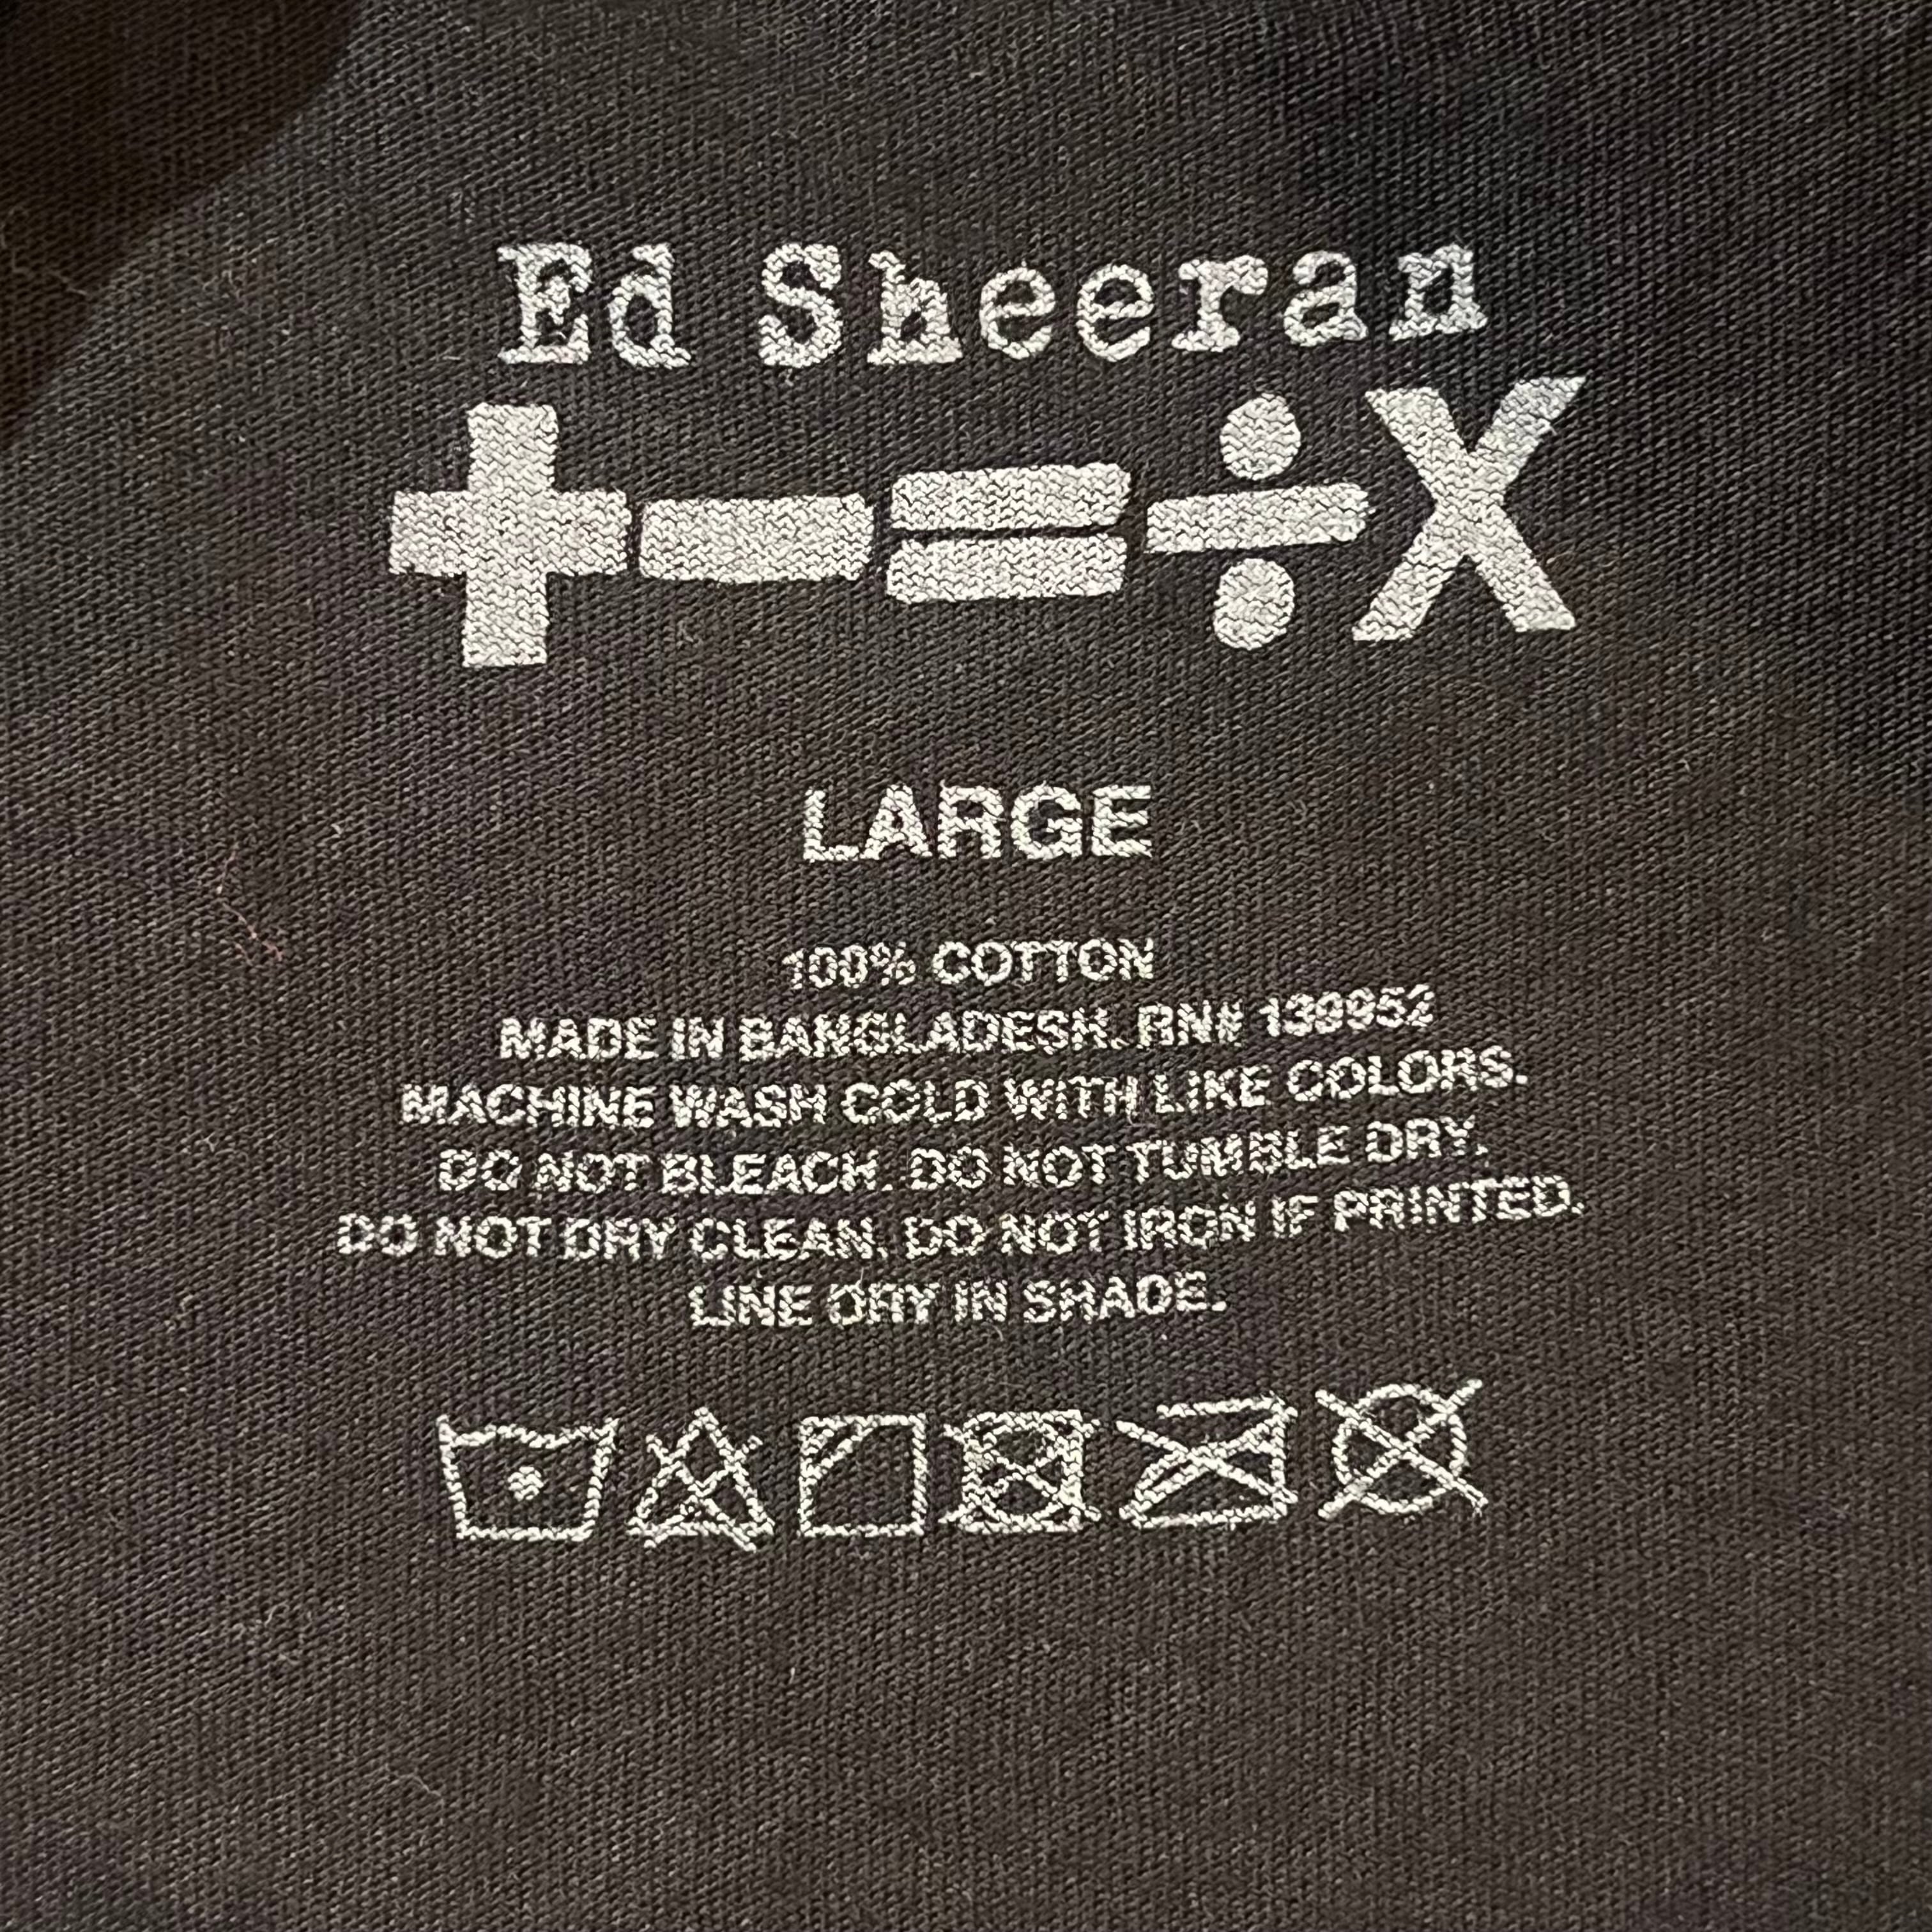 Ed Sheeran
+ - = ÷ X
LARGE
100% COTTON
MADE IN BANGLADESH. RN# 139952
MACHINE WASH COLD WITH LIKE COLORS.
DO NOT BLEACH. DO NOT TUMBLE DRY.
DO NOT DRY CLEAN. DO NOT IRON IF PRINTED.
LINE DRY IN SHADE.